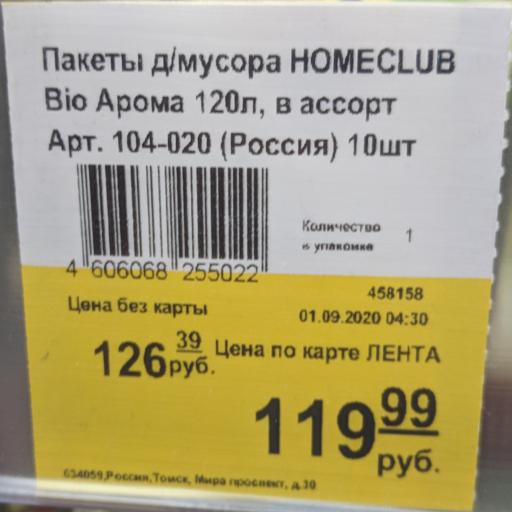 Пакеты д/мусора HOMECLUB
Bio Арома 120л, в ассорт
Арт. 104-020 (Россия) 10шт
Количество
в упаковке 1
4 606068 255022
458158
Цена без карты
01.09.2020 04:30
126 39 руб.
Цена по карте ЛЕНТА
119 99 руб.
634059,Россия,Томск, Мира проспект, д.30